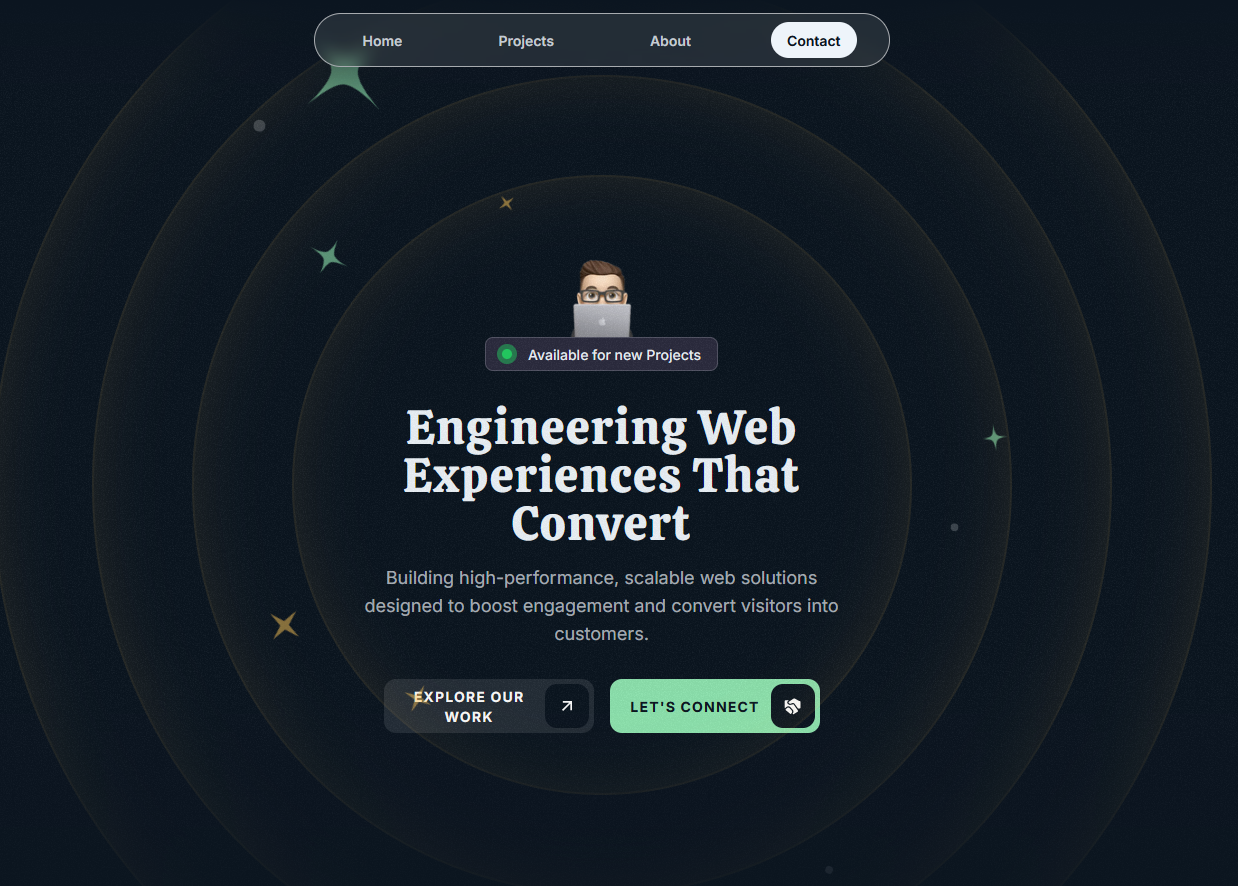 Home Projects About Contact
Available for new Projects
Engineering Web
Experiences That
Convert
Building high-performance, scalable web solutions
designed to boost engagement and convert visitors into
customers.
EXPLORE OUR
WORK
LET'S CONNECT